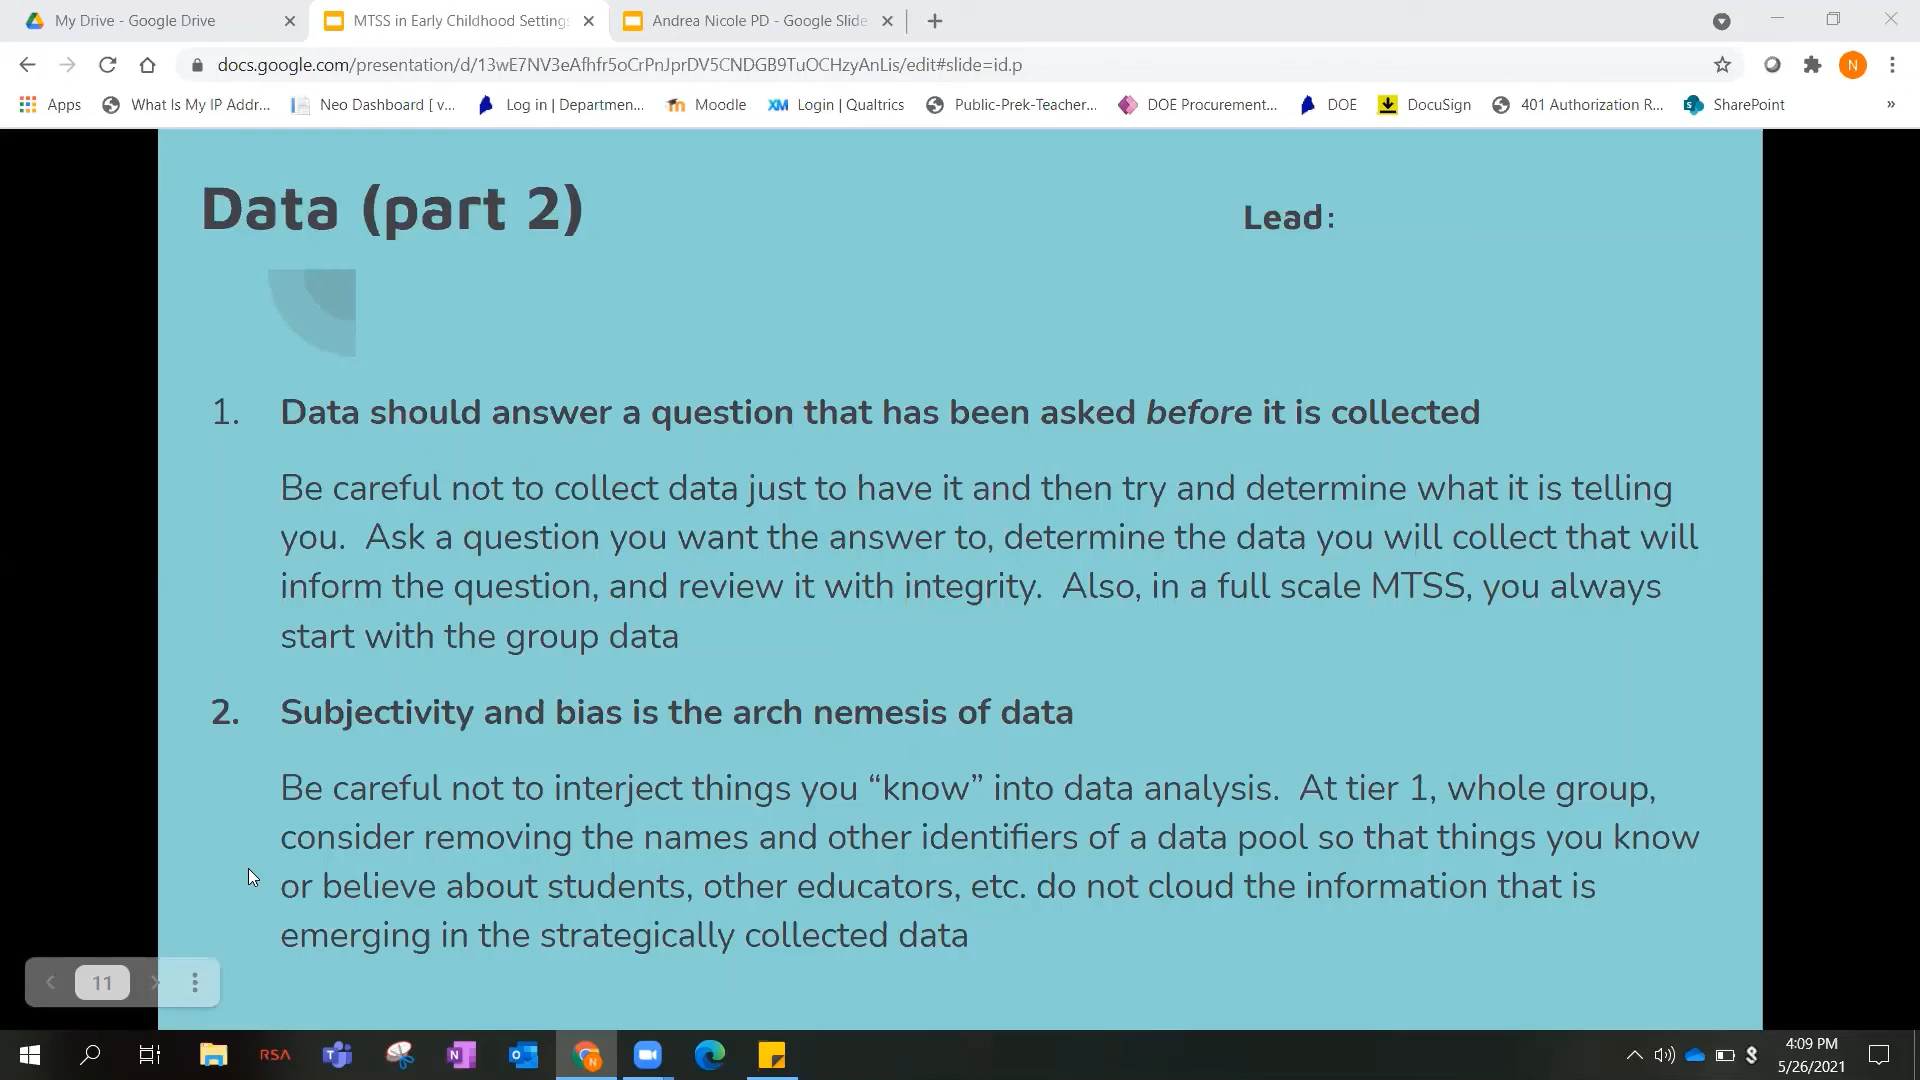 My Drive - Google Drive
MTSS in Early Childhood Settings
Andrea Nicole PD - Google Slide
docs.google.com/presentation/d/13wE7NV3eAfhfr5oCrPnJprDV5CNDGB9TuOCHzyAnLis/edit#slide=id.p
N
Apps
What Is My IP Addr...
Neo Dashboard [ v...
Log in | Departmen...
Moodle
XM Login | Qualtrics
Public-Prek-Teacher...
DOE Procurement...
DOE
DocuSign
401 Authorization R...
SharePoint
»
Data (part 2)
Lead:
1. Data should answer a question that has been asked before it is collected
Be careful not to collect data just to have it and then try and determine what it is telling
you. Ask a question you want the answer to, determine the data you will collect that will
inform the question, and review it with integrity. Also, in a full scale MTSS, you always
start with the group data
2. Subjectivity and bias is the arch nemesis of data
Be careful not to interject things you “know” into data analysis. At tier 1, whole group,
consider removing the names and other identifiers of a data pool so that things you know
or believe about students, other educators, etc. do not cloud the information that is
emerging in the strategically collected data
11
RSA
4:09 PM
5/26/2021